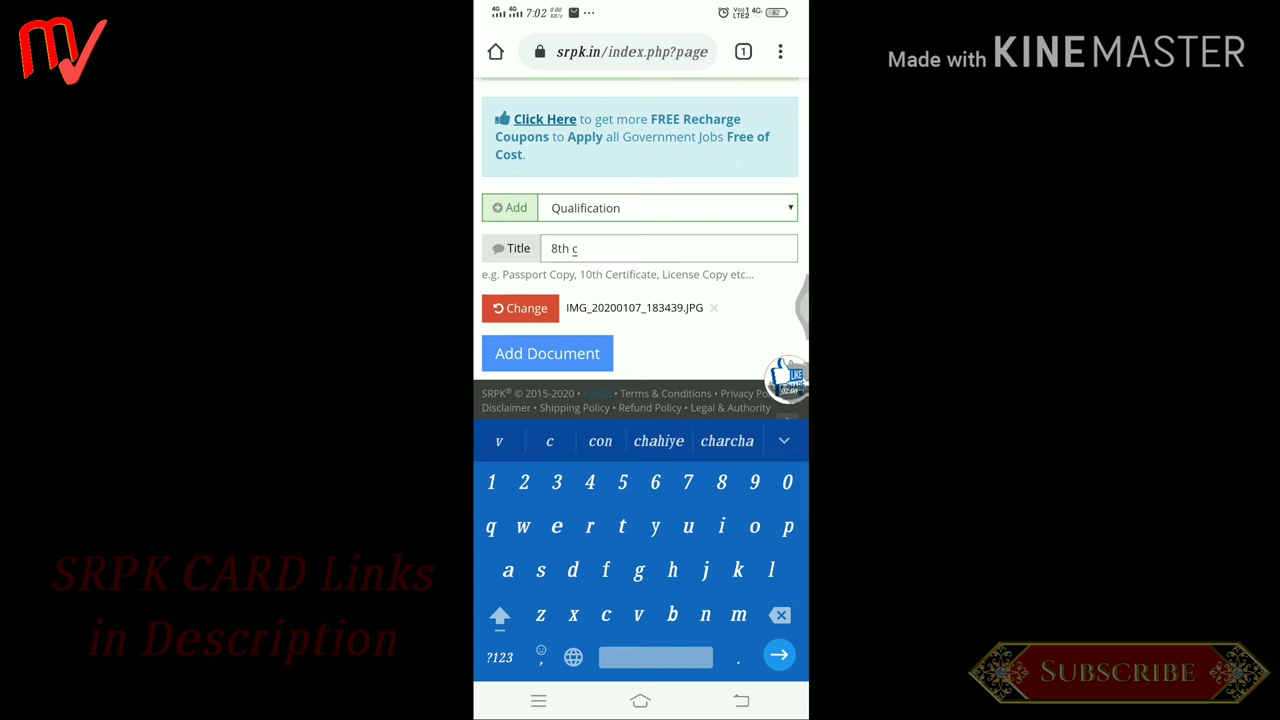 7:02
62
srpk.in/index.php?page
1
Made with KINEMASTER
Click Here to get more FREE Recharge
Coupons to Apply all Government Jobs Free of
Cost.
Add Qualification
Title 8th c
e.g. Passport Copy, 10th Certificate, License Copy etc...
Change IMG_20200107_183439.JPG
Add Document
LIKE
02:00
SRPK® © 2015-2020 • • Terms & Conditions • Privacy Po
Disclaimer • Shipping Policy • Refund Policy • Legal & Authority
v c con chahiye charcha
1 2 3 4 5 6 7 8 9 0
q w e r t y u i o p
a s d f g h j k l
z x c v b n m
?123 , .
SRPK CARD Links
in Description
SUBSCRIBE